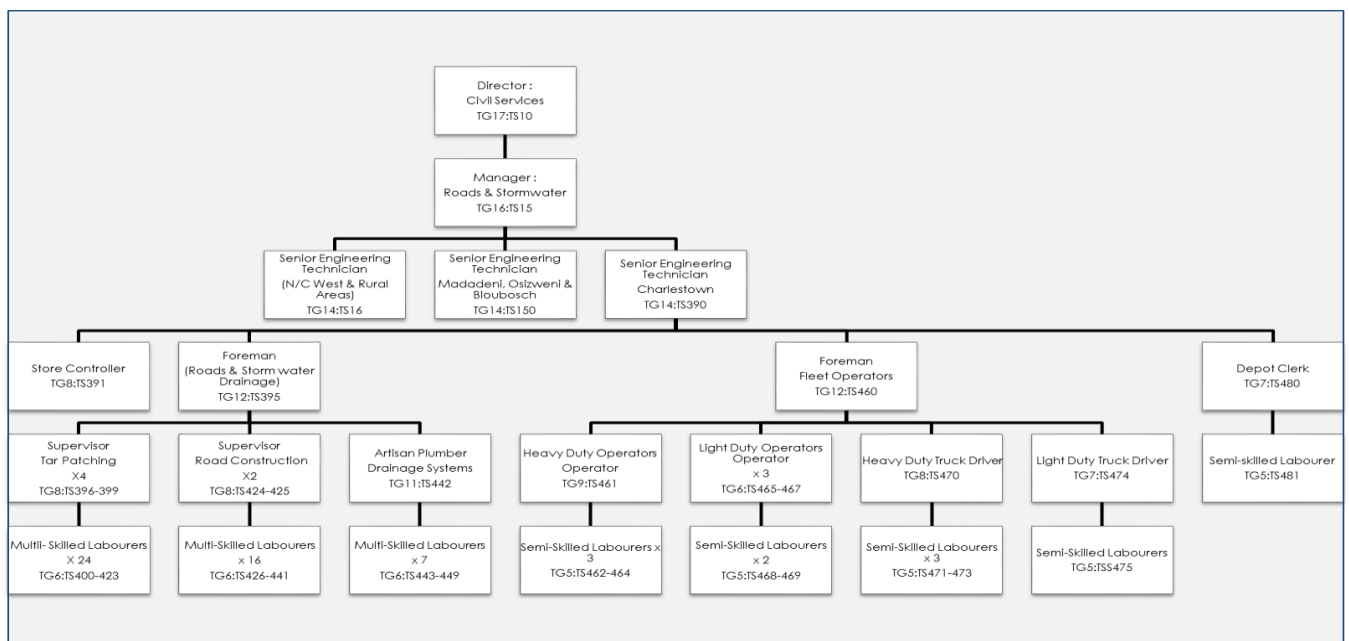 Director :
Civil Services
TG17:TS10
Manager :
Roads & Stormwater
TG16:TS15
Senior Engineering
Technician
(N/C West & Rural
Areas)
TG14:TS16
Senior Engineering
Technician
Madadeni, Osizweni &
Bloubosch
TG14:TS150
Senior Engineering
Technician
Charlestown
TG14:TS390
Store Controller
TG8:TS391
Foreman
(Roads & Storm water
Drainage)
TG12:TS395
Foreman
Fleet Operators
TG12:TS460
Depot Clerk
TG7:TS480
Supervisor
Tar Patching
X4
TG8:TS396-399
Supervisor
Road Construction
X2
TG8:TS424-425
Artisan Plumber
Drainage Systems
TG11:TS442
Heavy Duty Operators
Operator
TG9:TS461
Light Duty Operators
Operator
x 3
TG6:TS465-467
Heavy Duty Truck Driver
TG8:TS470
Light Duty Truck Driver
TG7:TS474
Semi-skilled Labourer
TG5:TS481
Multii- Skilled Labourers
X 24
TG6:TS400-423
Multi-Skilled Labourers
x 16
TG6:TS426-441
Multi-Skilled Labourers
x 7
TG6:TS443-449
Semi-Skilled Labourers x
3
TG5:TS462-464
Semi-Skilled Labourers
x 2
TG5:TS468-469
Semi-Skilled Labourers
x 3
TG5:TS471-473
Semi-Skilled Labourers
TG5:TSS475